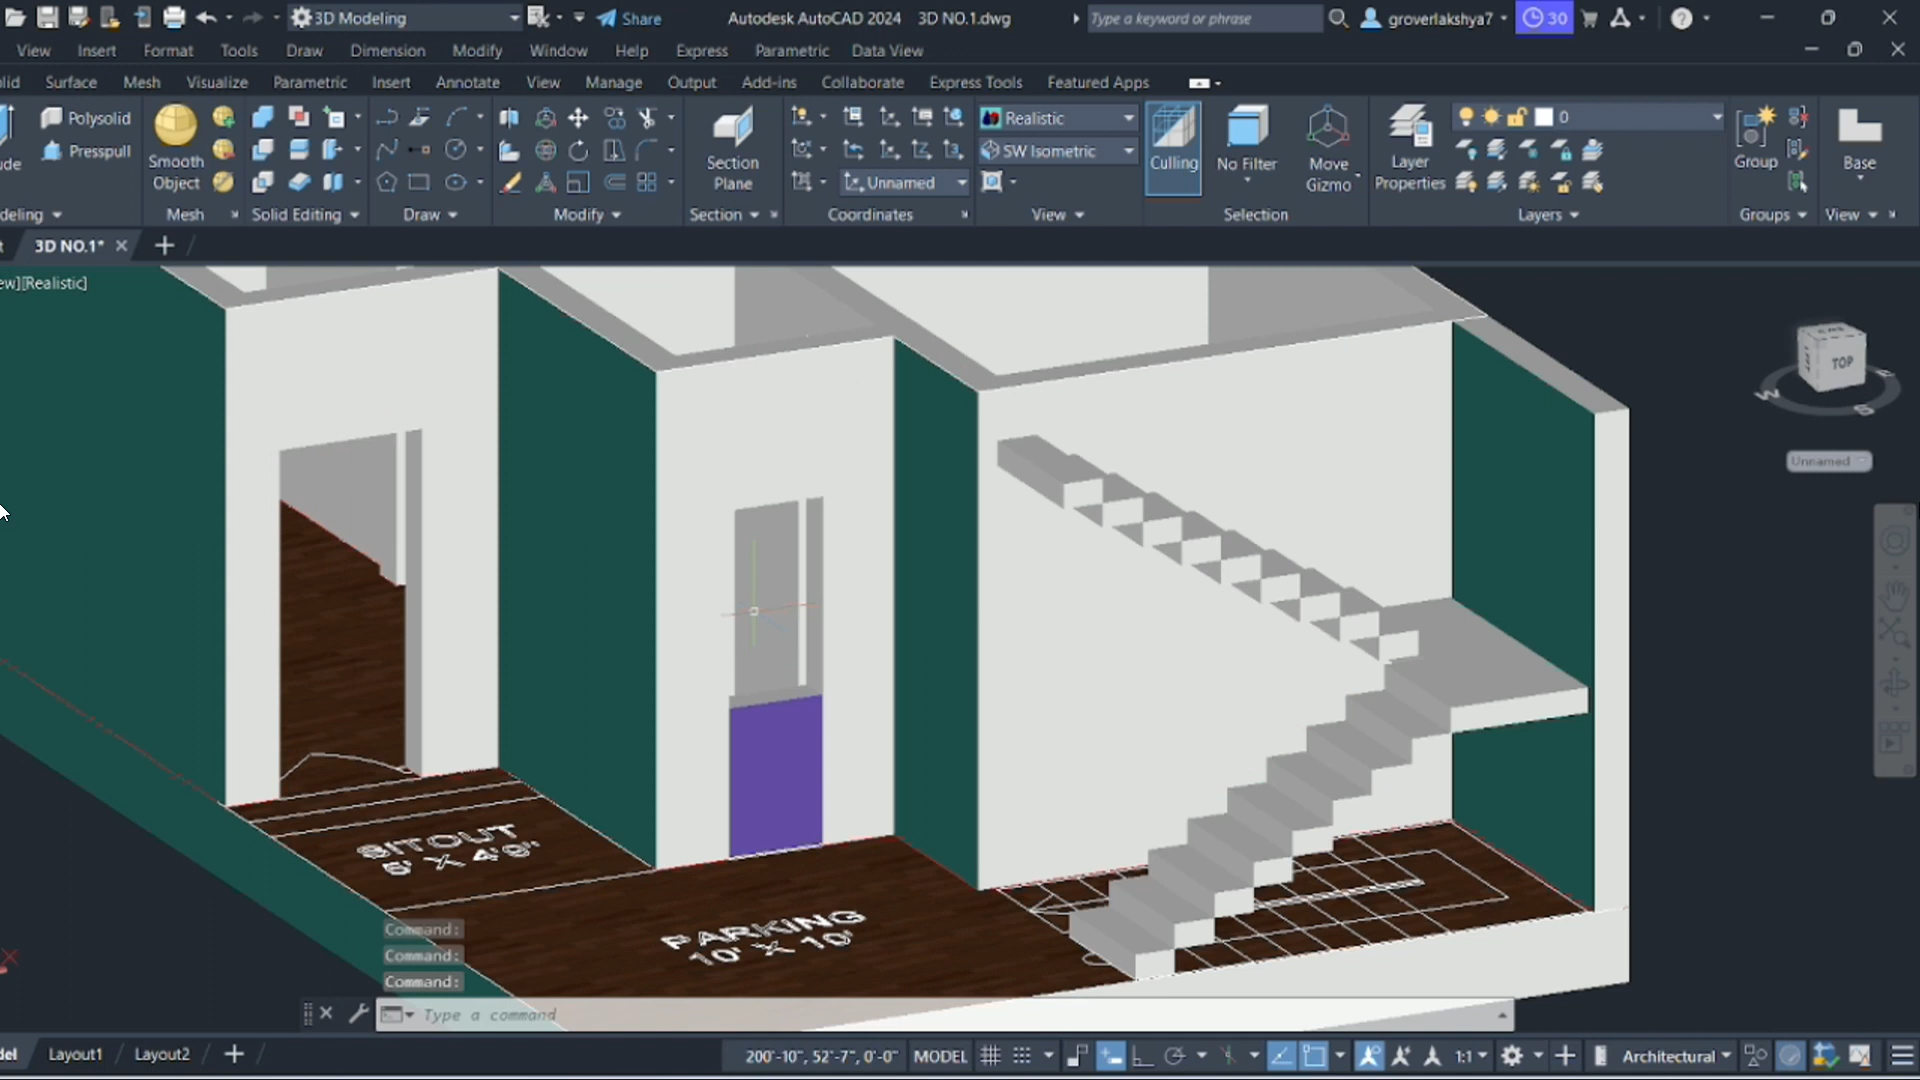 3D Modeling
Share
Autodesk AutoCAD 2024 3D NO.1.dwg
Type a keyword or phrase
groverlakshya7
30
View Insert Format Tools Draw Dimension Modify Window Help Express Parametric Data View
Surface Mesh Visualize Parametric Insert Annotate View Manage Output Add-ins Collaborate Express Tools Featured Apps
Polysolid
Presspull
Smooth
Object
Section
Plane
Unnamed
Realistic
SW Isometric
Culling
No Filter
Move
Gizmo
Layer
Properties
0
Group
Base
Mesh Solid Editing Draw Modify Section Coordinates View Selection Layers Groups View
3D NO.1*
[Realistic]
TOP
W
S
Unnamed
SITOUT
PARKING
10' X 10'
Command:
Command:
Command:
Type a command
Layout1 Layout2
200'-10", 52'-7", 0'-0" MODEL
1:1
Architectural